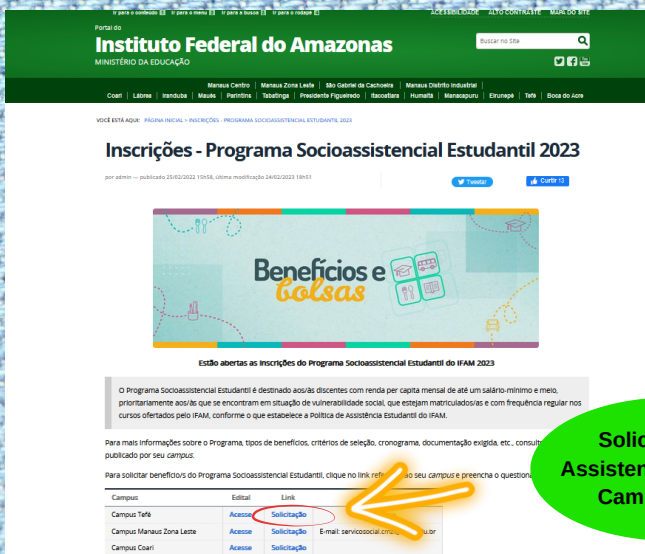 Ir para o conteúdo 1 Ir para o menu 2 Ir para a busca 3 Ir para o rodapé 4 ACESSIBILIDADE ALTO CONTRASTE MAPA DO SITE
Portal do
Instituto Federal do Amazonas
MINISTÉRIO DA EDUCAÇÃO
Buscar no Site
Manaus Centro | Manaus Zona Leste | São Gabriel da Cachoeira | Manaus Distrito Industrial |
Coari | Lábrea | Iranduba | Maués | Parintins | Tabatinga | Presidente Figueiredo | Itacoatiara | Humaitá | Manacapuru | Eirunepé | Tefé | Boca do Acre
VOCÊ ESTÁ AQUI: PÁGINA INICIAL > INSCRIÇÕES - PROGRAMA SOCIOASSISTENCIAL ESTUDANTIL 2023
Inscrições - Programa Socioassistencial Estudantil 2023
por admin — publicado 25/02/2022 15h58, última modificação 24/02/2023 18h51
Tweetar
Curtir 13
Benefícios e
bolsas
Estão abertas as Inscrições do Programa Socioassistencial Estudantil do IFAM 2023
O Programa Socioassistencial Estudantil é destinado aos/às discentes com renda per capita mensal de até um salário-mínimo e meio,
prioritariamente aos/às que se encontram em situação de vulnerabilidade social, que estejam matriculados/as e com frequência regular nos
cursos ofertados pelo IFAM, conforme o que estabelece a Política de Assistência Estudantil do IFAM.
Para mais informações sobre o Programa, tipos de benefícios, critérios de seleção, cronograma, documentação exigida, etc., consult
publicado por seu campus.
Para solicitar benefício/s do Programa Socioassistencial Estudantil, clique no link refe ao seu campus e preencha o question
Solic
Assisten
Cam
Campus Edital Link
Campus Tefé Acesse Solicitação
Campus Manaus Zona Leste Acesse Solicitação E-mail: servicosocial.cmz u.br
Campus Coari Acesse Solicitação